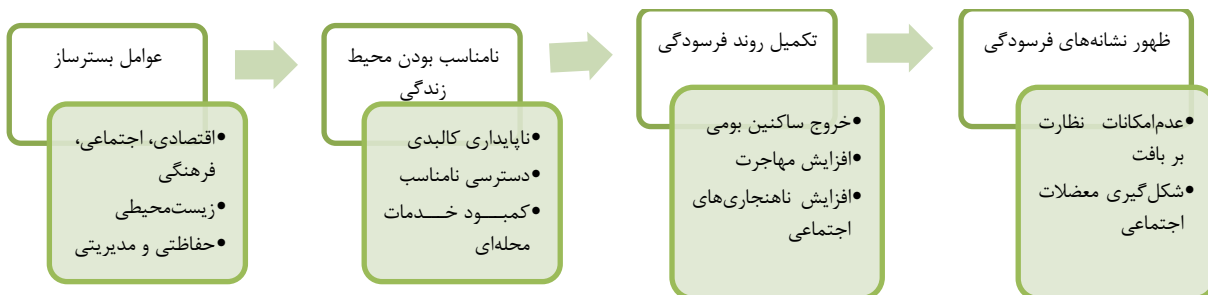 عوامل بسترساز
•اقتصادی، اجتماعی،
فرهنگی
•زیست‌محیطی
•حفاظتی و مدیریتی
نامناسب بودن محیط
زندگی
•ناپایداری کالبدی
•دسترسی نامناسب
•کمبود خدمات
محله‌ای
تکمیل روند فرسودگی
•خروج ساکنین بومی
•افزایش مهاجرت
•افزایش ناهنجاری‌های
اجتماعی
ظهور نشانه‌های فرسودگی
•عدم‌امکانات نظارت
بر بافت
•شکل‌گیری معضلات
اجتماعی